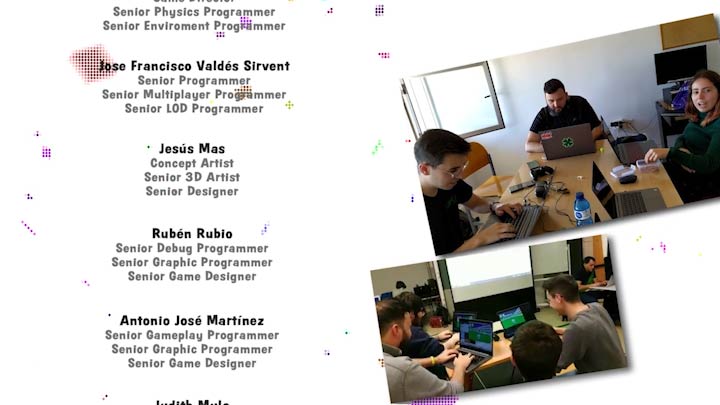 Game Director
Senior Physics Programmer
Senior Enviroment Programmer
Jose Francisco Valdés Sirvent
Senior Programmer
Senior Multiplayer Programmer
Senior LOD Programmer
Jesús Mas
Concept Artist
Senior 3D Artist
Senior Designer
Rubén Rubio
Senior Debug Programmer
Senior Graphic Programmer
Senior Game Designer
Antonio José Martínez
Senior Gameplay Programmer
Senior Graphic Programmer
Senior Game Designer